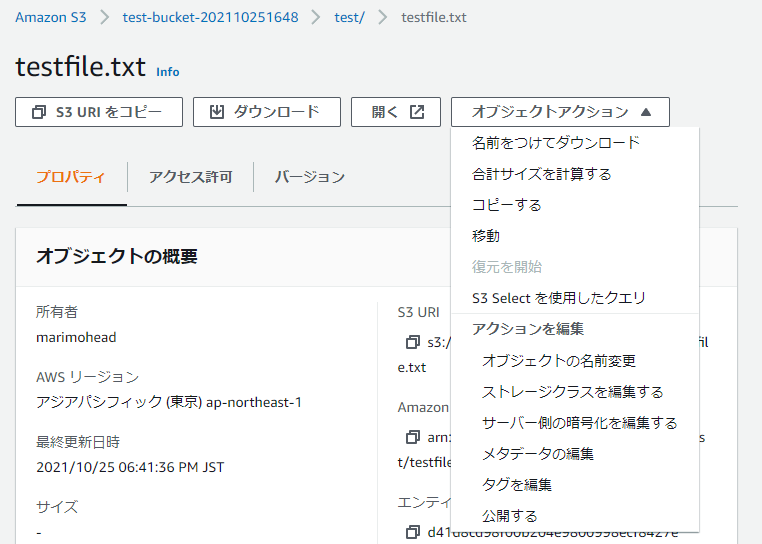 Amazon S3 > test-bucket-202110251648 > test/ > testfile.txt
testfile.txt Info
S3 URI をコピー ダウンロード 開く オブジェクトアクション ▲
名前をつけてダウンロード
合計サイズを計算する
コピーする
移動
復元を開始
S3 Select を使用したクエリ
アクションを編集
オブジェクトの名前変更
ストレージクラスを編集する
サーバー側の暗号化を編集する
メタデータの編集
タグを編集
公開する
プロパティ アクセス許可 バージョン
オブジェクトの概要
所有者
marimohead
AWS リージョン
アジアパシフィック (東京) ap-northeast-1
最終更新日時
2021/10/25 06:41:36 PM JST
サイズ
-
S3 URI
s3:/
e.txt
Amazon
arn:
t/testfile
エンティ